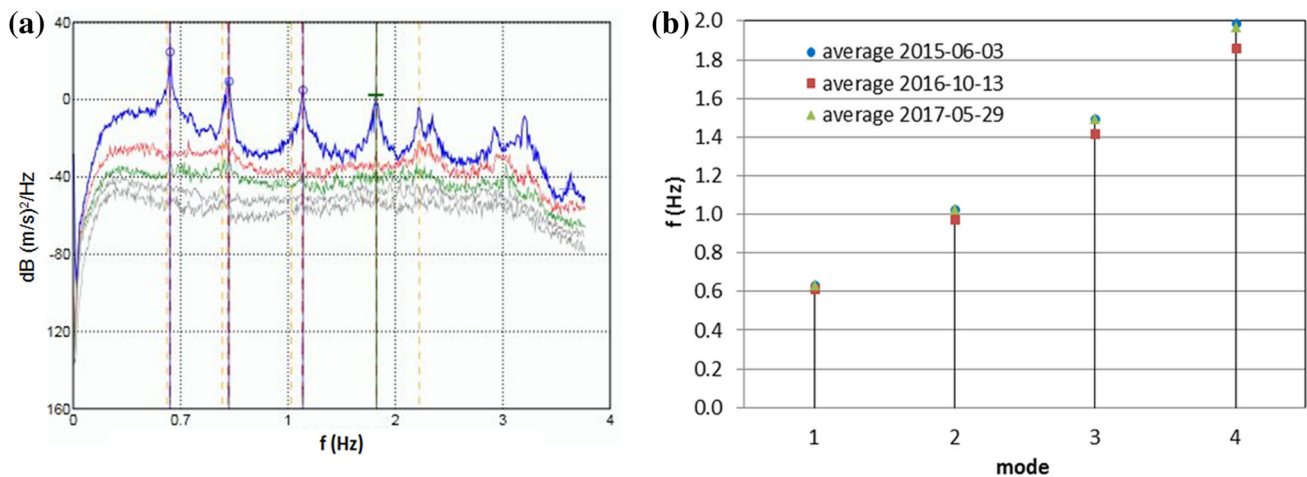 (a)
40
0
-40
-80
120
160
dB (m/s)²/Hz
0 0.7 1 2 3 4
f (Hz)
(b)
2.0
1.8
1.6
1.4
1.2
1.0
0.8
0.6
0.4
0.2
0.0
f (Hz)
average 2015-06-03
average 2016-10-13
average 2017-05-29
1 2 3 4
mode